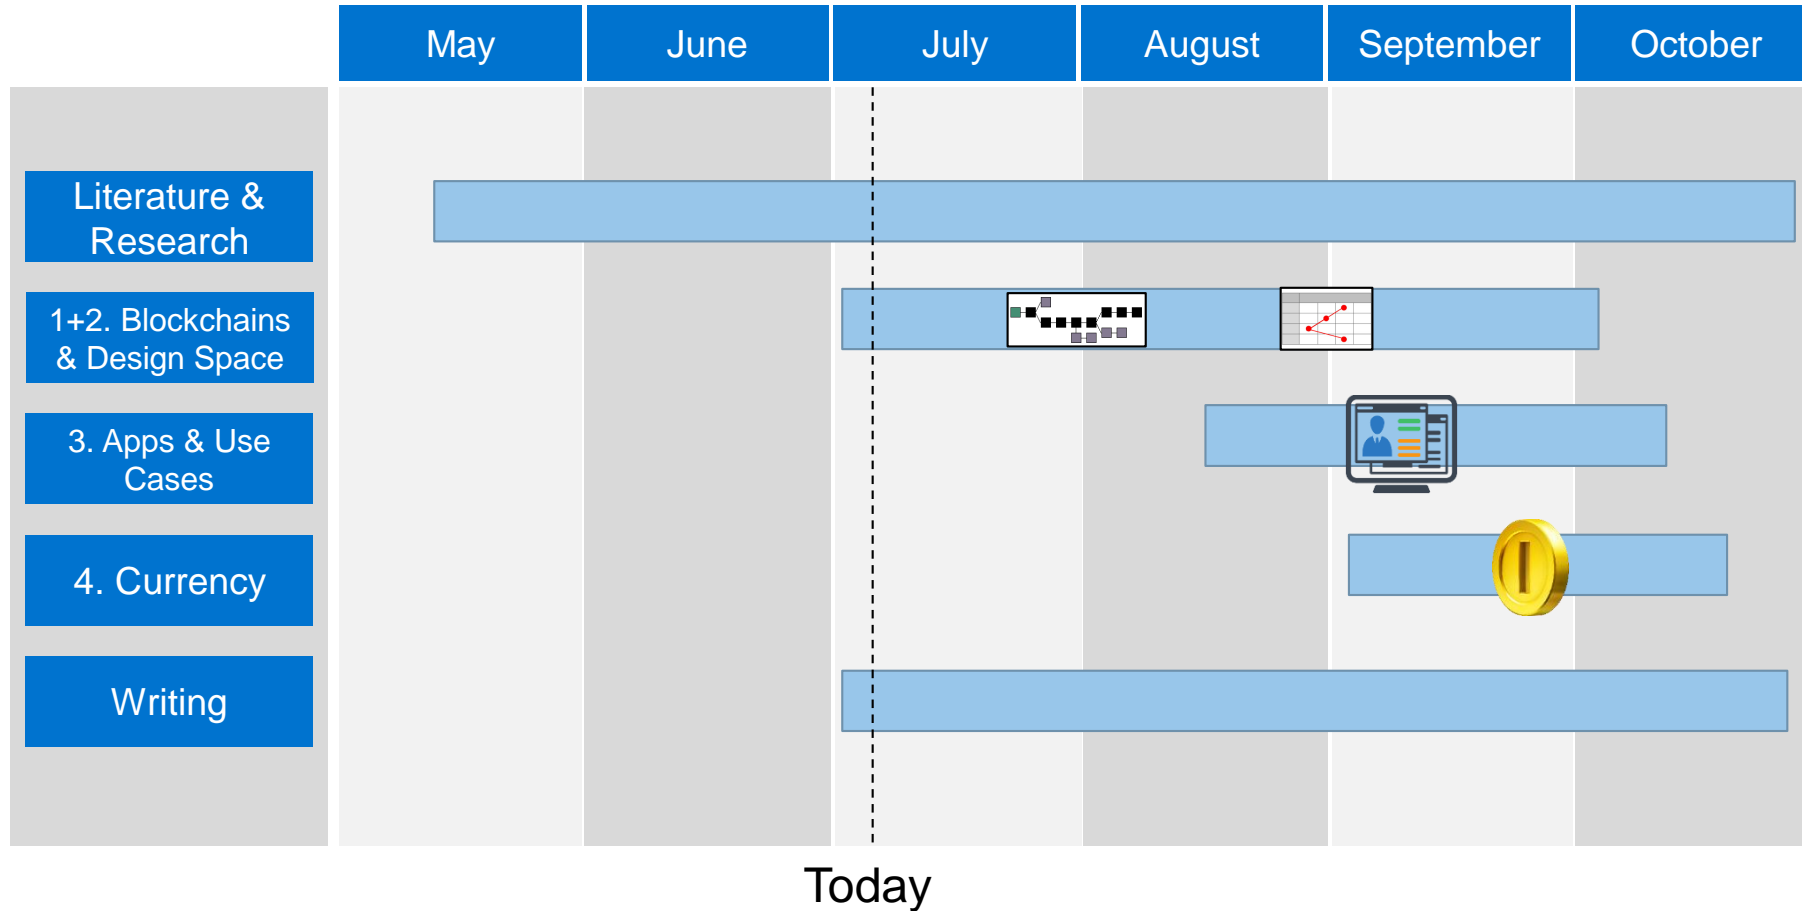 May
June
July
August
September
October
Literature &
Research
1+2. Blockchains
& Design Space
3. Apps & Use
Cases
4. Currency
Writing
Today